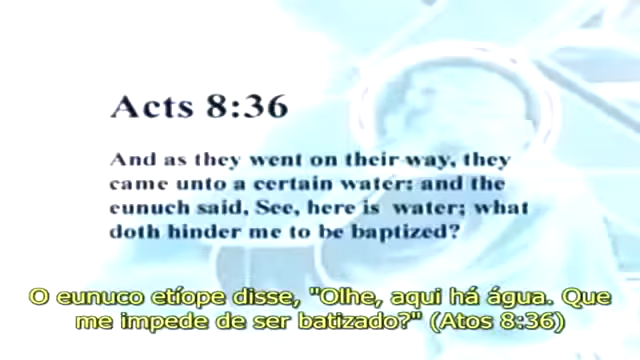 Acts 8:36
And as they went on their way, they
came unto a certain water: and the
eunuch said, See, here is water; what
doth hinder me to be baptized?
O eunuco etíope disse, "Olhe, aqui há água. Que
me impede de ser batizado?" (Atos 8:36)